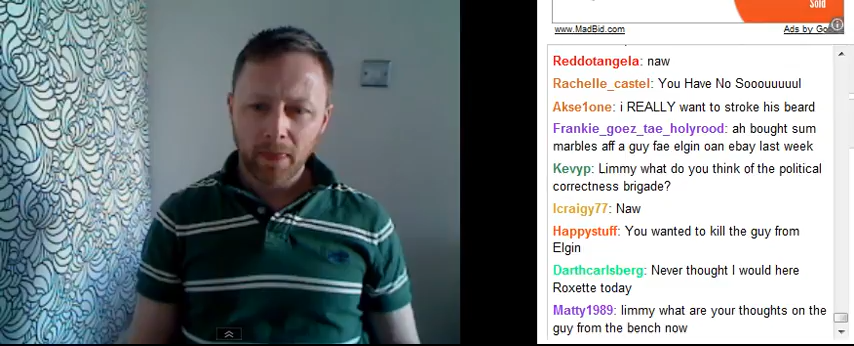 Sold
www.MadBid.com
Ads by Go
Reddotangela: naw
Rachelle_castel: You Have No Sooouuuuul
Akse1one: i REALLY want to stroke his beard
Frankie_goez_tae_holyrood: ah bought sum
marbles aff a guy fae elgin oan ebay last week
Kevyp: Limmy what do you think of the political
correctness brigade?
Icraigy77: Naw
Happystuff: You wanted to kill the guy from
Elgin
Darthcarlsberg: Never thought I would here
Roxette today
Matty1989: limmy what are your thoughts on the
guy from the bench now